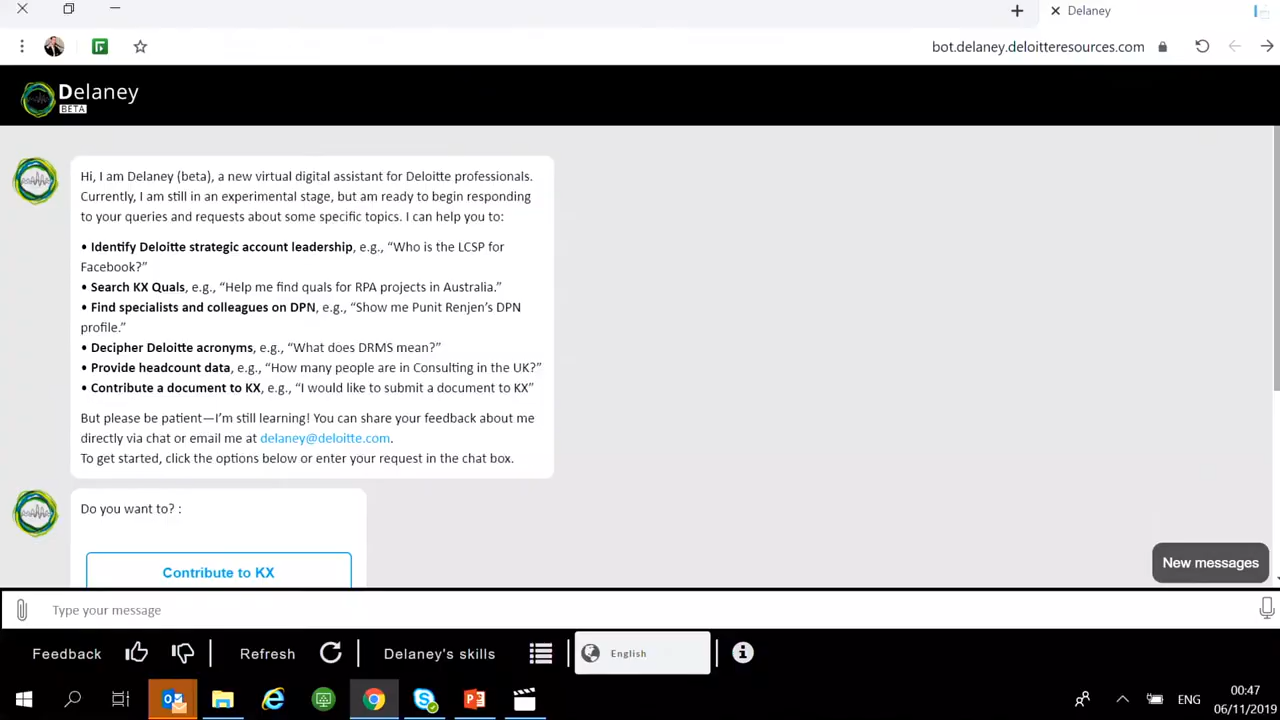 Delaney
bot.delaney.deloitteresources.com
Delaney
BETA
Hi, I am Delaney (beta), a new virtual digital assistant for Deloitte professionals.
Currently, I am still in an experimental stage, but am ready to begin responding
to your queries and requests about some specific topics. I can help you to:
• Identify Deloitte strategic account leadership, e.g., “Who is the LCSP for
Facebook?”
• Search KX Quals, e.g., “Help me find quals for RPA projects in Australia.”
• Find specialists and colleagues on DPN, e.g., “Show me Punit Renjen’s DPN
profile.”
• Decipher Deloitte acronyms, e.g., “What does DRMS mean?”
• Provide headcount data, e.g., “How many people are in Consulting in the UK?”
• Contribute a document to KX, e.g., “I would like to submit a document to KX”
But please be patient—I’m still learning! You can share your feedback about me
directly via chat or email me at delaney@deloitte.com.
To get started, click the options below or enter your request in the chat box.
Do you want to? :
Contribute to KX
New messages
Type your message
Feedback
Refresh
Delaney's skills
English
ENG
00:47
06/11/2019